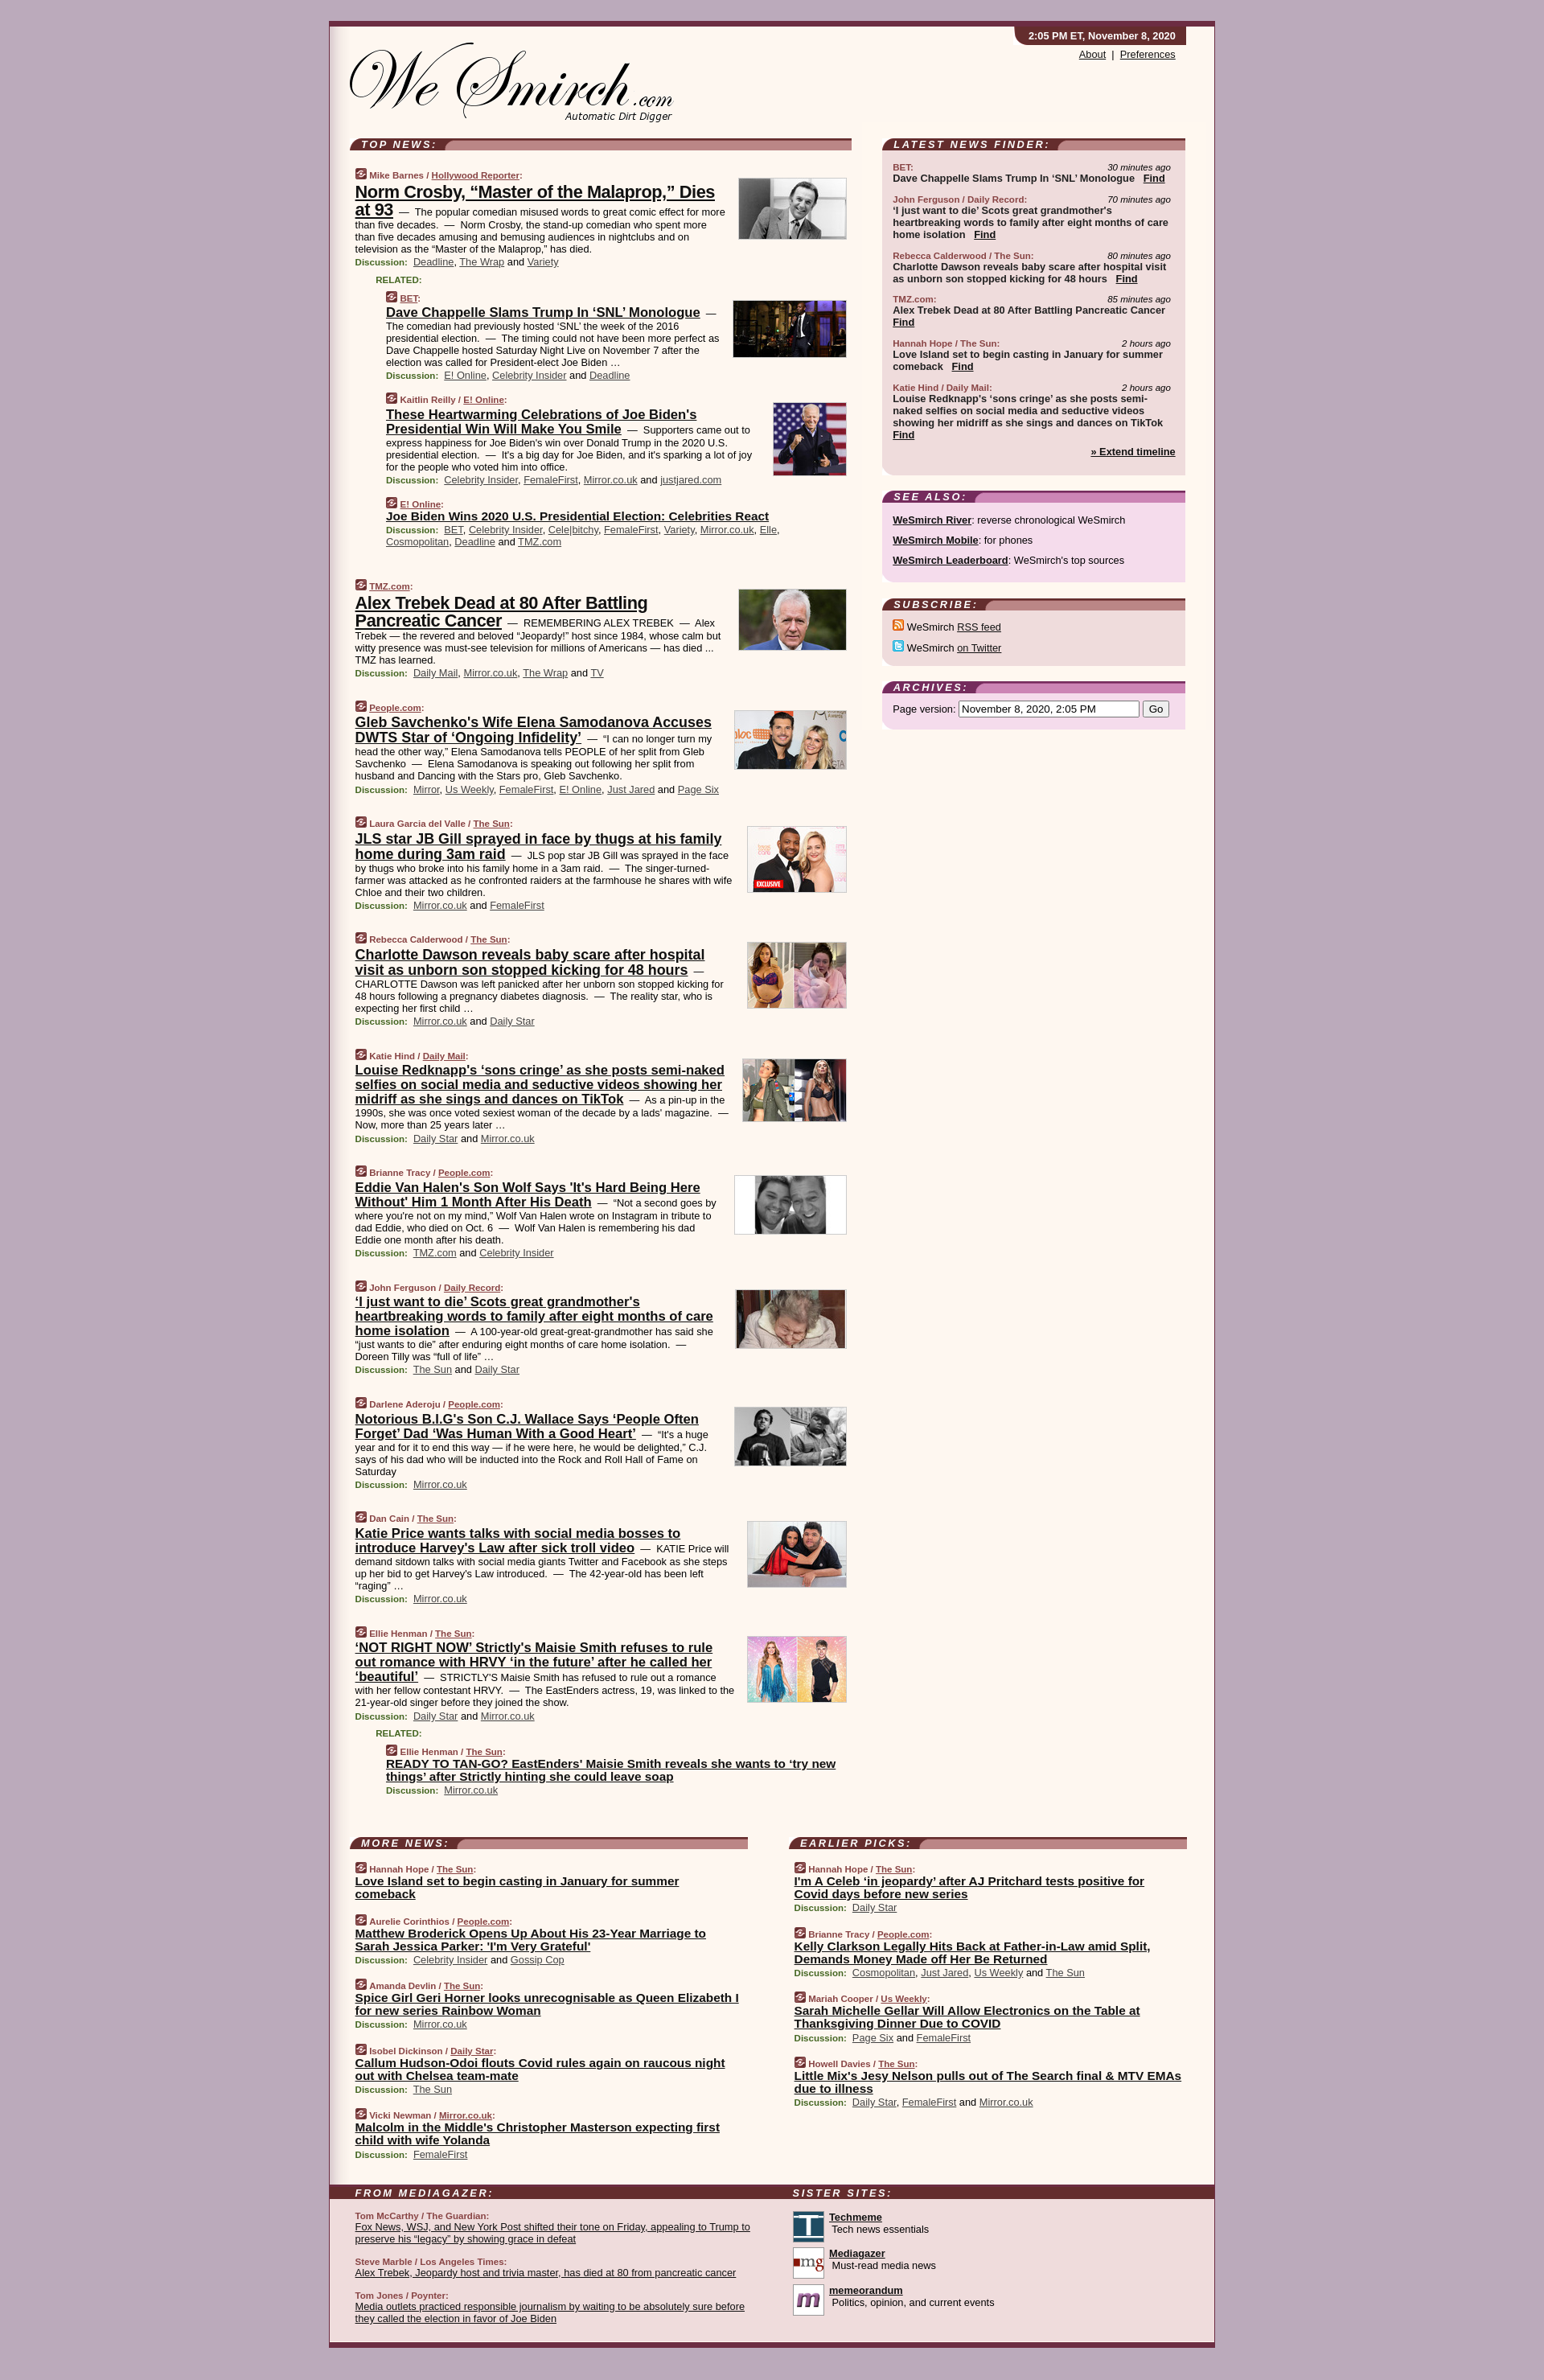 2:05 PM ET, November 8, 2020
About | Preferences
We Smirch.com
Automatic Dirt Digger
TOP NEWS:
Mike Barnes / Hollywood Reporter:
Norm Crosby, “Master of the Malaprop,” Dies
at 93 — The popular comedian misused words to great comic effect for more
than five decades. — Norm Crosby, the stand-up comedian who spent more
than five decades amusing and bemusing audiences in nightclubs and on
television as the “Master of the Malaprop,” has died.
Discussion: Deadline, The Wrap and Variety
RELATED:
BET:
Dave Chappelle Slams Trump In ‘SNL’ Monologue —
The comedian had previously hosted ‘SNL’ the week of the 2016
presidential election. — The timing could not have been more perfect as
Dave Chappelle hosted Saturday Night Live on November 7 after the
election was called for President-elect Joe Biden …
Discussion: E! Online, Celebrity Insider and Deadline
Kaitlin Reilly / E! Online:
These Heartwarming Celebrations of Joe Biden's
Presidential Win Will Make You Smile — Supporters came out to
express happiness for Joe Biden's win over Donald Trump in the 2020 U.S.
presidential election. — It's a big day for Joe Biden, and it's sparking a lot of joy
for the people who voted him into office.
Discussion: Celebrity Insider, FemaleFirst, Mirror.co.uk and justjared.com
E! Online:
Joe Biden Wins 2020 U.S. Presidential Election: Celebrities React
Discussion: BET, Celebrity Insider, Cele|bitchy, FemaleFirst, Variety, Mirror.co.uk, Elle,
Cosmopolitan, Deadline and TMZ.com
TMZ.com:
Alex Trebek Dead at 80 After Battling
Pancreatic Cancer — REMEMBERING ALEX TREBEK — Alex
Trebek — the revered and beloved “Jeopardy!” host since 1984, whose calm but
witty presence was must-see television for millions of Americans — has died ...
TMZ has learned.
Discussion: Daily Mail, Mirror.co.uk, The Wrap and TV
People.com:
Gleb Savchenko's Wife Elena Samodanova Accuses
DWTS Star of ‘Ongoing Infidelity’ — “I can no longer turn my
head the other way,” Elena Samodanova tells PEOPLE of her split from Gleb
Savchenko — Elena Samodanova is speaking out following her split from
husband and Dancing with the Stars pro, Gleb Savchenko.
Discussion: Mirror, Us Weekly, FemaleFirst, E! Online, Just Jared and Page Six
Laura García del Valle / The Sun:
JLS star JB Gill sprayed in face by thugs at his family
home during 3am raid — JLS pop star JB Gill was sprayed in the face
by thugs who broke into his family home in a 3am raid. — The singer-turned-
farmer was attacked as he confronted raiders at the farmhouse he shares with wife
Chloe and their two children.
Discussion: Mirror.co.uk and FemaleFirst
EXCLUSIVE
Rebecca Calderwood / The Sun:
Charlotte Dawson reveals baby scare after hospital
visit as unborn son stopped kicking for 48 hours —
CHARLOTTE Dawson was left panicked after her unborn son stopped kicking for
48 hours following a pregnancy diabetes diagnosis. — The reality star, who is
expecting her first child …
Discussion: Mirror.co.uk and Daily Star
Katie Hind / Daily Mail:
Louise Redknapp's ‘sons cringe’ as she posts semi-naked
selfies on social media and seductive videos showing her
midriff as she sings and dances on TikTok — As a pin-up in the
1990s, she was once voted sexiest woman of the decade by a lads' magazine. —
Now, more than 25 years later …
Discussion: Daily Star and Mirror.co.uk
Brianne Tracy / People.com:
Eddie Van Halen's Son Wolf Says 'It's Hard Being Here
Without' Him 1 Month After His Death — “Not a second goes by
where you're not on my mind,” Wolf Van Halen wrote on Instagram in tribute to
dad Eddie, who died on Oct. 6 — Wolf Van Halen is remembering his dad
Eddie one month after his death.
Discussion: TMZ.com and Celebrity Insider
John Ferguson / Daily Record:
‘I just want to die’ Scots great grandmother's
heartbreaking words to family after eight months of care
home isolation — A 100-year-old great-great-grandmother has said she
“just wants to die” after enduring eight months of care home isolation. —
Doreen Tilly was “full of life” …
Discussion: The Sun and Daily Star
Darlene Aderoju / People.com:
Notorious B.I.G's Son C.J. Wallace Says ‘People Often
Forget’ Dad ‘Was Human With a Good Heart’ — “It's a huge
year and for it to end this way — if he were here, he would be delighted,” C.J.
says of his dad who will be inducted into the Rock and Roll Hall of Fame on
Saturday
Discussion: Mirror.co.uk
Dan Cain / The Sun:
Katie Price wants talks with social media bosses to
introduce Harvey's Law after sick troll video — KATIE Price will
demand sitdown talks with social media giants Twitter and Facebook as she steps
up her bid to get Harvey's Law introduced. — The 42-year-old has been left
“raging” …
Discussion: Mirror.co.uk
Ellie Henman / The Sun:
‘NOT RIGHT NOW’ Strictly's Maisie Smith refuses to rule
out romance with HRVY ‘in the future’ after he called her
‘beautiful’ — STRICTLY'S Maisie Smith has refused to rule out a romance
with her fellow contestant HRVY. — The EastEnders actress, 19, was linked to the
21-year-old singer before they joined the show.
Discussion: Daily Star and Mirror.co.uk
RELATED:
Ellie Henman / The Sun:
READY TO TAN-GO? EastEnders' Maisie Smith reveals she wants to ‘try new
things’ after Strictly hinting she could leave soap
Discussion: Mirror.co.uk
LATEST NEWS FINDER:
BET: 30 minutes ago
Dave Chappelle Slams Trump In ‘SNL’ Monologue Find
John Ferguson / Daily Record: 70 minutes ago
‘I just want to die’ Scots great grandmother's
heartbreaking words to family after eight months of care
home isolation Find
Rebecca Calderwood / The Sun: 80 minutes ago
Charlotte Dawson reveals baby scare after hospital visit
as unborn son stopped kicking for 48 hours Find
TMZ.com: 85 minutes ago
Alex Trebek Dead at 80 After Battling Pancreatic Cancer
Find
Hannah Hope / The Sun: 2 hours ago
Love Island set to begin casting in January for summer
comeback Find
Katie Hind / Daily Mail: 2 hours ago
Louise Redknapp's ‘sons cringe’ as she posts semi-
naked selfies on social media and seductive videos
showing her midriff as she sings and dances on TikTok
Find
» Extend timeline
SEE ALSO:
WeSmirch River: reverse chronological WeSmirch
WeSmirch Mobile: for phones
WeSmirch Leaderboard: WeSmirch's top sources
SUBSCRIBE:
WeSmirch RSS feed
WeSmirch on Twitter
ARCHIVES:
Page version: November 8, 2020, 2:05 PM Go
MORE NEWS:
Hannah Hope / The Sun:
Love Island set to begin casting in January for summer
comeback
Aurelie Corinthios / People.com:
Matthew Broderick Opens Up About His 23-Year Marriage to
Sarah Jessica Parker: 'I'm Very Grateful'
Discussion: Celebrity Insider and Gossip Cop
Amanda Devlin / The Sun:
Spice Girl Geri Horner looks unrecognisable as Queen Elizabeth I
for new series Rainbow Woman
Discussion: Mirror.co.uk
Isobel Dickinson / Daily Star:
Callum Hudson-Odoi flouts Covid rules again on raucous night
out with Chelsea team-mate
Discussion: The Sun
Vicki Newman / Mirror.co.uk:
Malcolm in the Middle's Christopher Masterson expecting first
child with wife Yolanda
Discussion: FemaleFirst
EARLIER PICKS:
Hannah Hope / The Sun:
I'm A Celeb ‘in jeopardy’ after AJ Pritchard tests positive for
Covid days before new series
Discussion: Daily Star
Brianne Tracy / People.com:
Kelly Clarkson Legally Hits Back at Father-in-Law amid Split,
Demands Money Made off Her Be Returned
Discussion: Cosmopolitan, Just Jared, Us Weekly and The Sun
Mariah Cooper / Us Weekly:
Sarah Michelle Gellar Will Allow Electronics on the Table at
Thanksgiving Dinner Due to COVID
Discussion: Page Six and FemaleFirst
Howell Davies / The Sun:
Little Mix's Jesy Nelson pulls out of The Search final & MTV EMAs
due to illness
Discussion: Daily Star, FemaleFirst and Mirror.co.uk
FROM MEDIAGAZER:
Tom McCarthy / The Guardian:
Fox News, WSJ, and New York Post shifted their tone on Friday, appealing to Trump to
preserve his “legacy” by showing grace in defeat
Steve Marble / Los Angeles Times:
Alex Trebek, Jeopardy host and trivia master, has died at 80 from pancreatic cancer
Tom Jones / Poynter:
Media outlets practiced responsible journalism by waiting to be absolutely sure before
they called the election in favor of Joe Biden
SISTER SITES:
T
Techmeme
Tech news essentials
mg
Mediagazer
Must-read media news
m
memeorandum
Politics, opinion, and current events